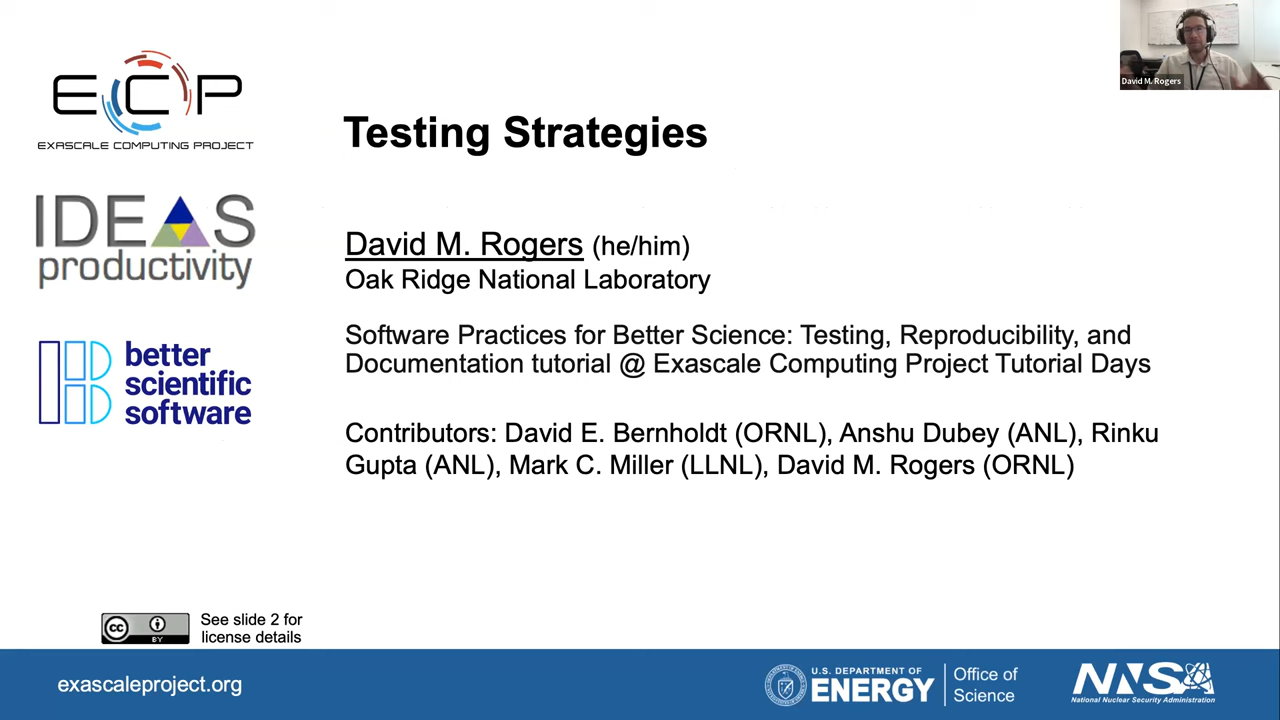 David M. Rogers
ECP
EXASCALE COMPUTING PROJECT
Testing Strategies
IDEAS
productivity
David M. Rogers (he/him)
Oak Ridge National Laboratory
Software Practices for Better Science: Testing, Reproducibility, and
Documentation tutorial @ Exascale Computing Project Tutorial Days
better
scientific
software
Contributors: David E. Bernholdt (ORNL), Anshu Dubey (ANL), Rinku
Gupta (ANL), Mark C. Miller (LLNL), David M. Rogers (ORNL)
cc
BY
See slide 2 for
license details
exascaleproject.org
U.S. DEPARTMENT OF
ENERGY
Office of
Science
NNSA
National Nuclear Security Administration